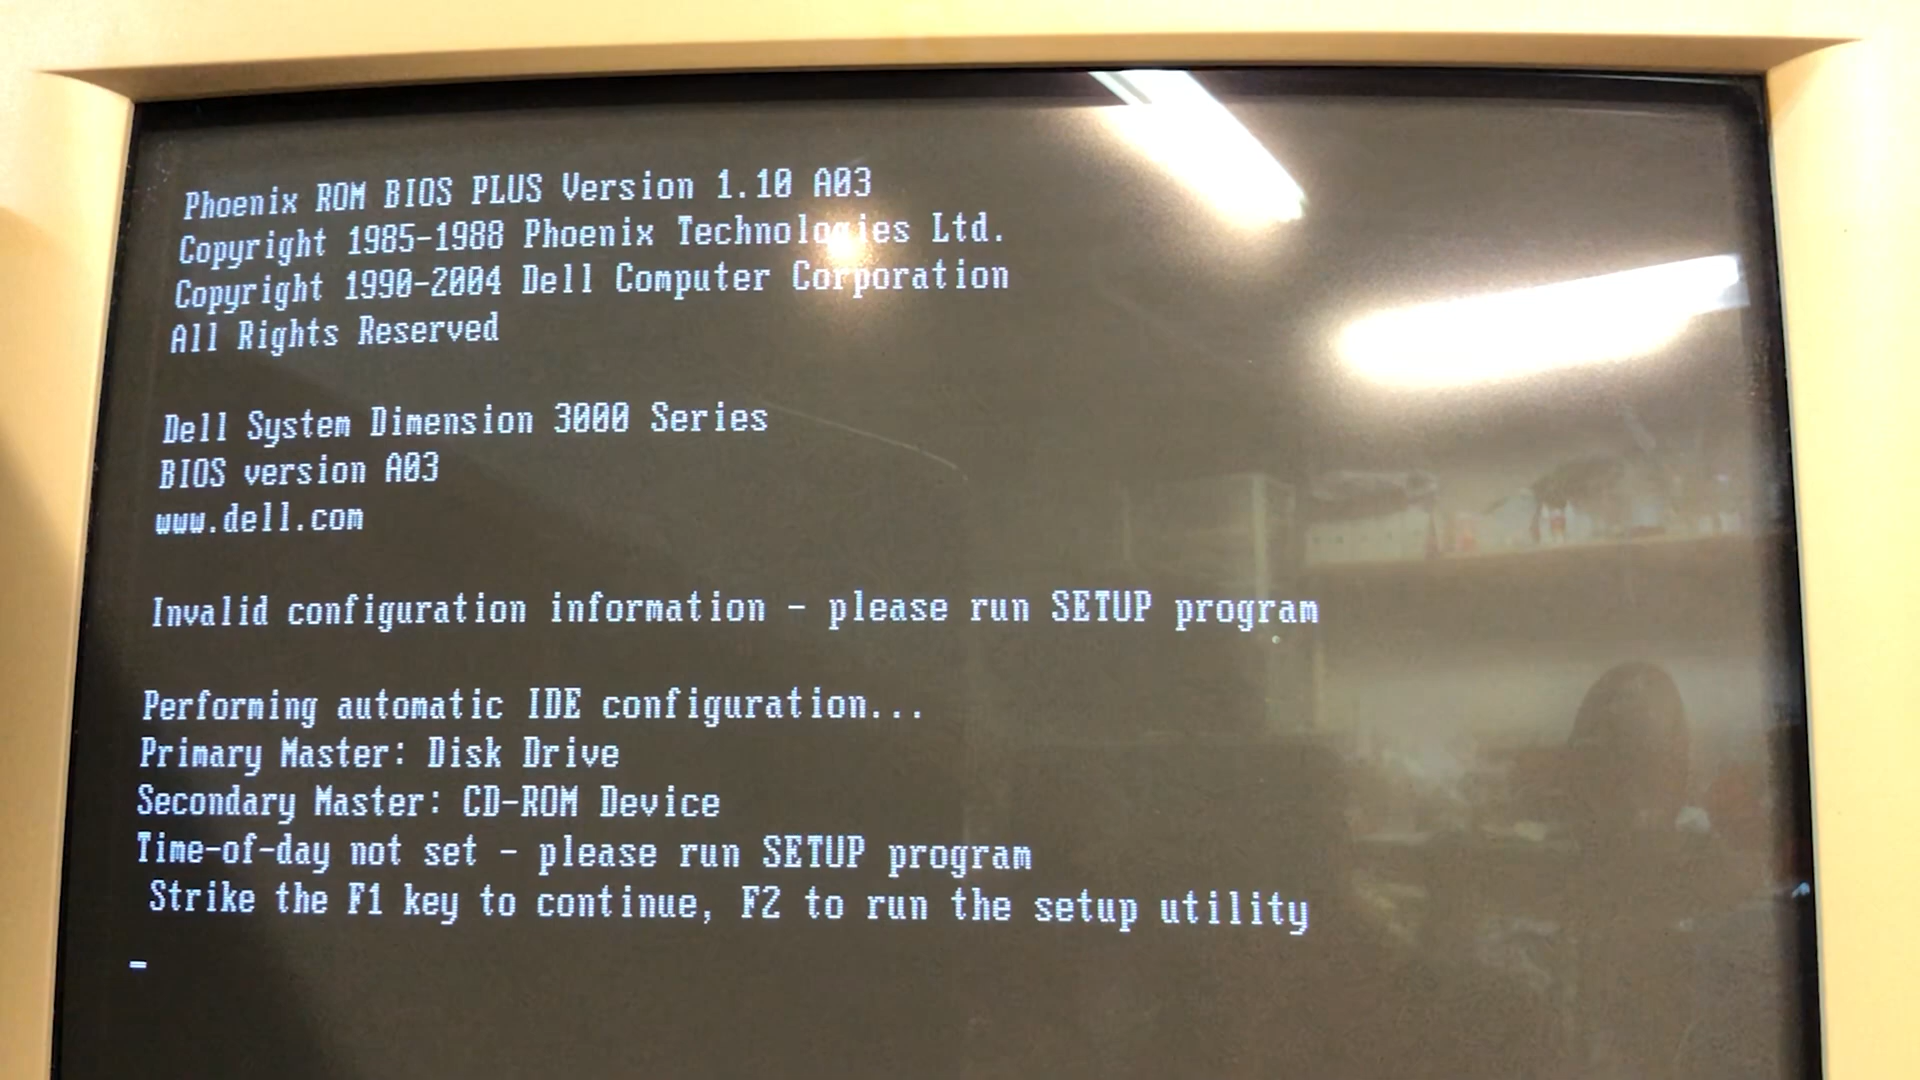 Phoenix ROM BIOS PLUS Version 1.10 A03
Copyright 1985-1988 Phoenix Technologies Ltd.
Copyright 1990-2004 Dell Computer Corporation
All Rights Reserved
Dell System Dimension 3000 Series
BIOS version A03
www.dell.com
Invalid configuration information - please run SETUP program
Performing automatic IDE configuration...
Primary Master: Disk Drive
Secondary Master: CD-ROM Device
Time-of-day not set - please run SETUP program
Strike the F1 key to continue, F2 to run the setup utility
_